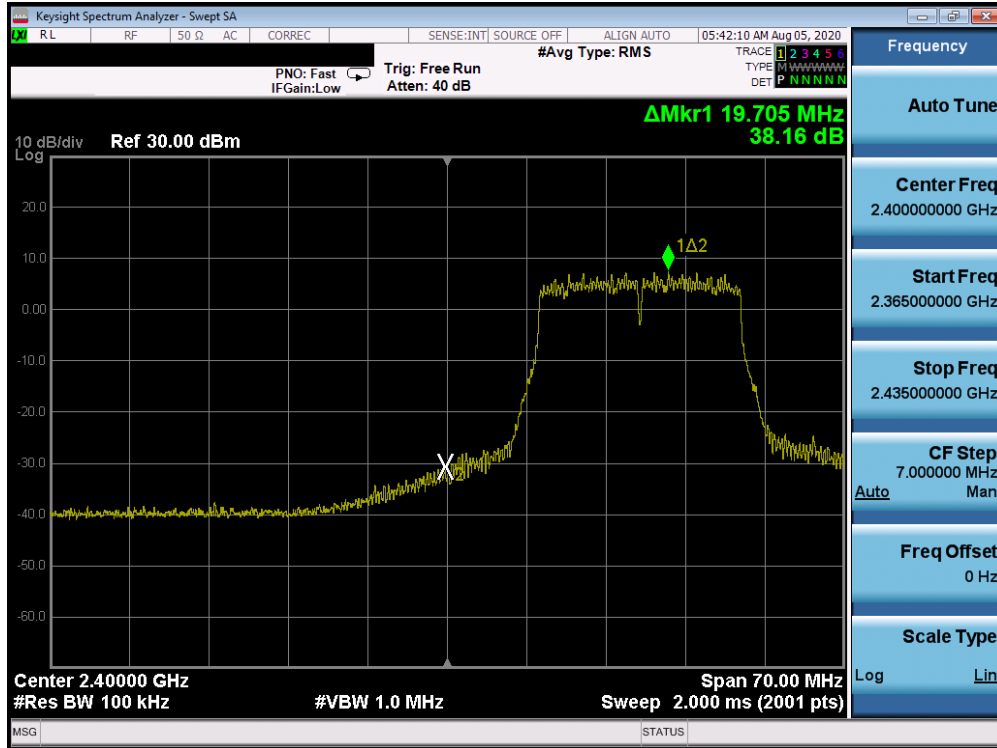 Keysight Spectrum Analyzer - Swept SA
LXI RL RF 50 Ω AC CORREC SENSE:INT SOURCE OFF ALIGN AUTO 05:42:10 AM Aug 05, 2020
PNO: Fast
IFGain:Low
Trig: Free Run
Atten: 40 dB
#Avg Type: RMS
TRACE 1 2 3 4 5 6
TYPE M WWWWW
DET P N N N N N
ΔMkr1 19.705 MHz
38.16 dB
10 dB/div Ref 30.00 dBm
Log
20.0
10.0
0.00
-10.0
-20.0
-30.0
-40.0
-50.0
-60.0
1Δ2
X2
Center 2.40000 GHz Span 70.00 MHz
#Res BW 100 kHz #VBW 1.0 MHz Sweep 2.000 ms (2001 pts)
MSG STATUS
Frequency
Auto Tune
Center Freq
2.400000000 GHz
Start Freq
2.365000000 GHz
Stop Freq
2.435000000 GHz
CF Step
7.000000 MHz
Auto Man
Freq Offset
0 Hz
Scale Type
Log Lin